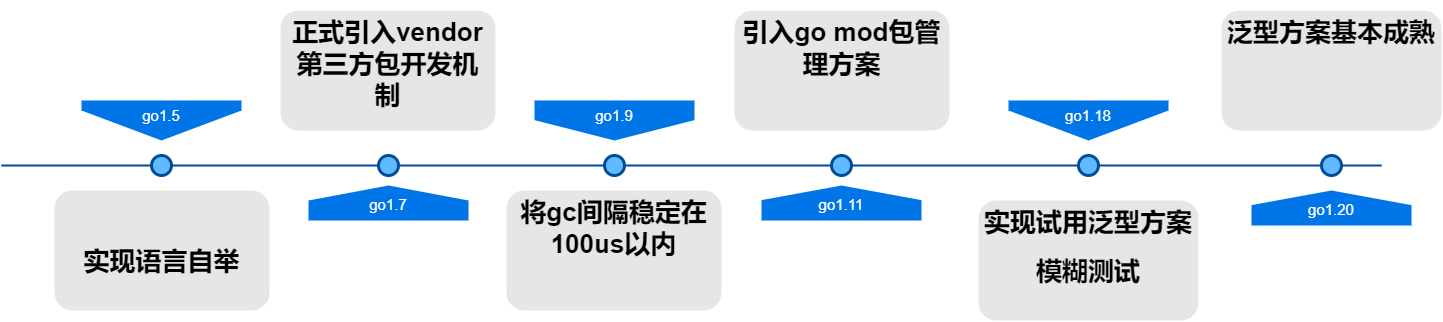 go1.5
实现语言自举
正式引入vendor
第三方包开发机
制
go1.7
go1.9
将gc间隔稳定在
100us以内
引入go mod包管
理方案
go1.11
go1.18
实现试用泛型方案
模糊测试
泛型方案基本成熟
go1.20